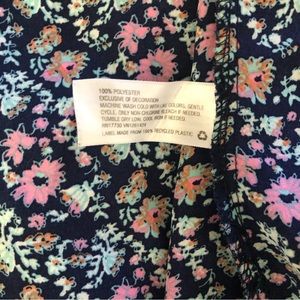 100% POLYESTER
EXCLUSIVE OF DECORATION
MACHINE WASH COLD WITH LIKE COLORS, GENTLE
CYCLE, ONLY NON-CHLORINE BLEACH IF NEEDED.
TUMBLE DRY LOW, COOL IRON IF NEEDED.
LABEL MADE FROM 100% RECYCLED PLASTIC